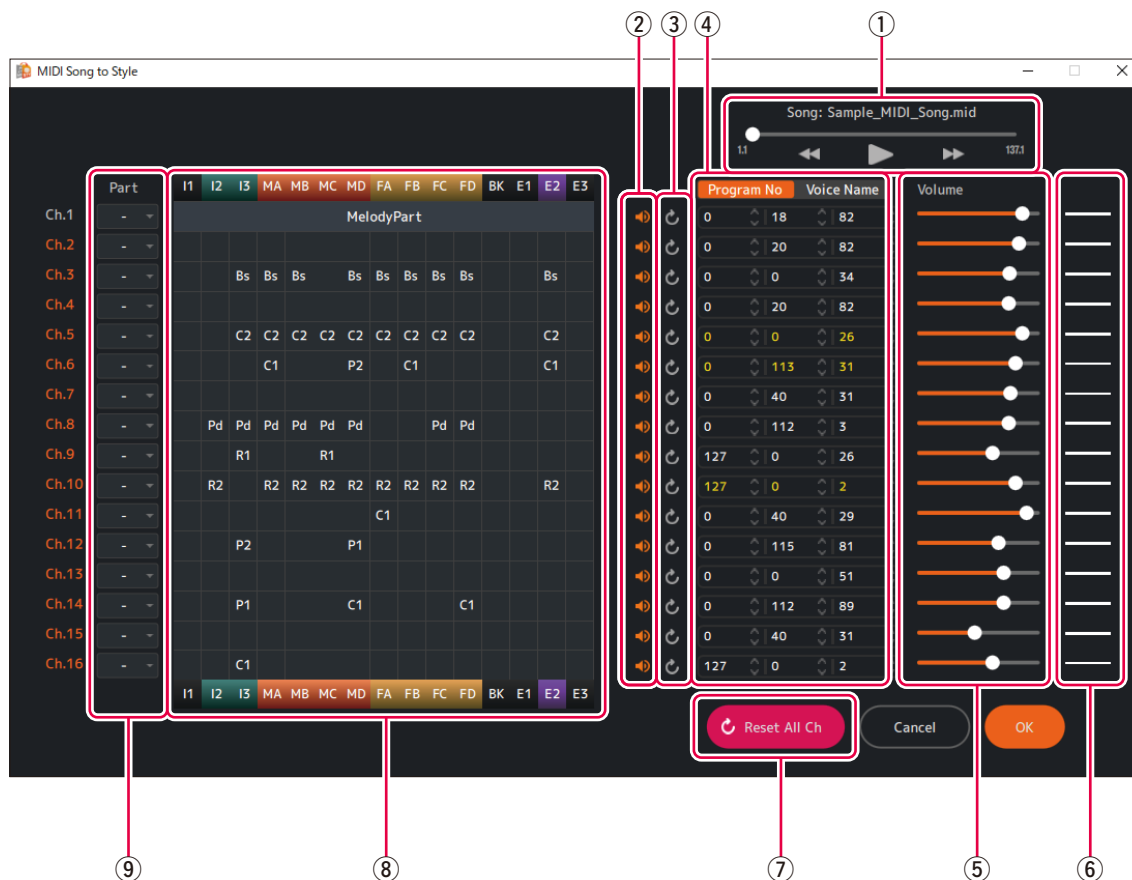 ② ③ ④ ①
MIDI Song to Style
Song: Sample_MIDI_Song.mid
1.1 137.1
Part I1 I2 I3 MA MB MC MD FA FB FC FD BK E1 E2 E3 Program No Voice Name Volume
Ch.1 - MelodyPart 0 18 82
Ch.2 - 0 20 82
Ch.3 - Bs Bs Bs Bs Bs Bs Bs Bs Bs 0 0 34
Ch.4 - 0 20 82
Ch.5 - C2 C2 C2 C2 C2 C2 C2 C2 C2 C2 0 0 26
Ch.6 - C1 P2 C1 C1 0 113 31
Ch.7 - 0 40 31
Ch.8 - Pd Pd Pd Pd Pd Pd Pd Pd 0 112 3
Ch.9 - R1 R1 127 0 26
Ch.10 - R2 R2 R2 R2 R2 R2 R2 R2 R2 R2 127 0 2
Ch.11 - C1 0 40 29
Ch.12 - P2 P1 0 115 81
Ch.13 - 0 0 51
Ch.14 - P1 C1 C1 0 112 89
Ch.15 - 0 40 31
Ch.16 - C1 127 0 2
I1 I2 I3 MA MB MC MD FA FB FC FD BK E1 E2 E3
Reset All Ch Cancel OK
⑨ ⑧ ⑦ ⑤ ⑥